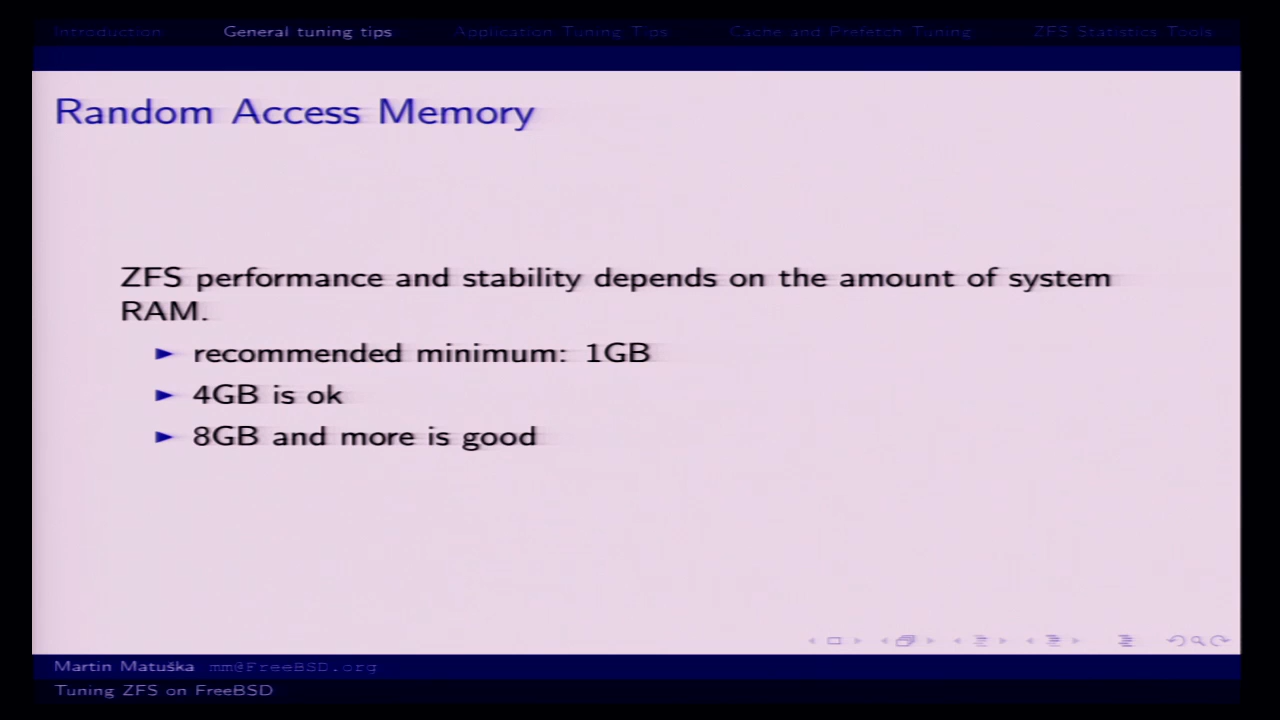 Introduction General tuning tips Application Tuning Tips Cache and Prefetch Tuning ZFS Statistics Tools
Random Access Memory
ZFS performance and stability depends on the amount of system
RAM.
recommended minimum: 1GB
4GB is ok
8GB and more is good
Martin Matuška mm@FreeBSD.org
Tuning ZFS on FreeBSD